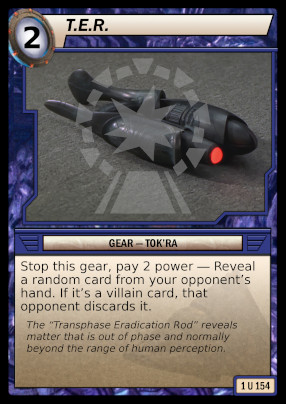 2
T.E.R.
GEAR – TOK'RA
Stop this gear, pay 2 power — Reveal
a random card from your opponent's
hand. If it's a villain card, that
opponent discards it.
The "Transphase Eradication Rod" reveals
matter that is out of phase and normally
beyond the range of human perception.
1 U 154